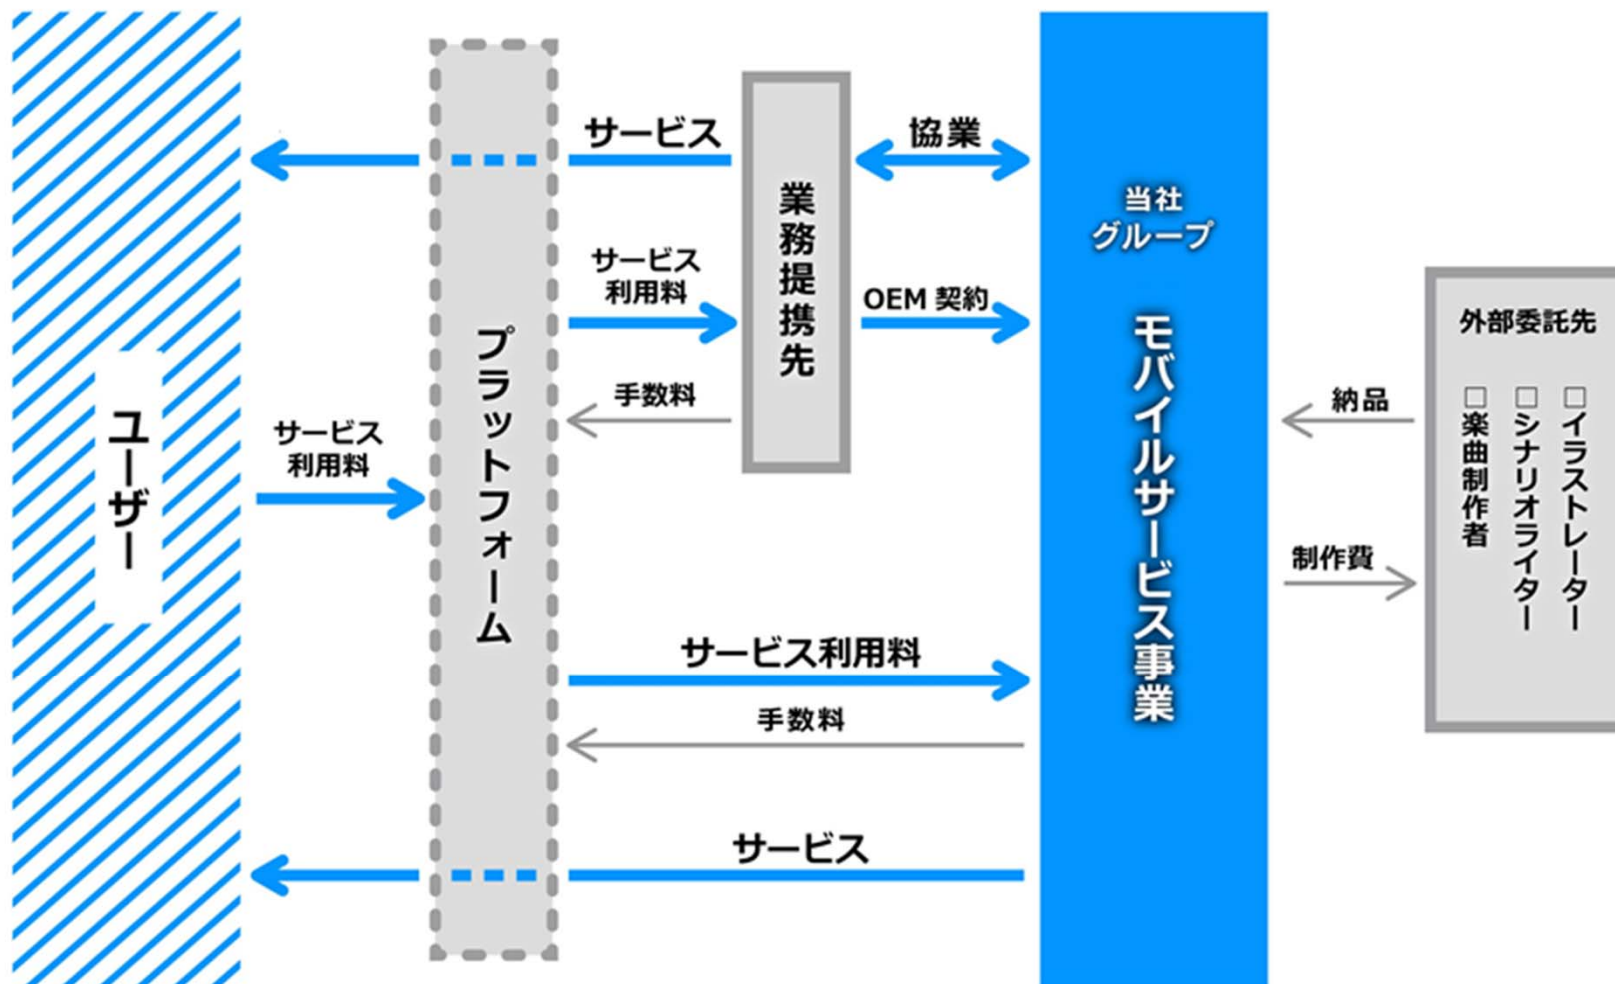 ユーザー
サービス
利用料
プラットフォーム
サービス
サービス
利用料
手数料
業務提携先
協業
OEM 契約
サービス利用料
手数料
サービス
当社
グループ
モバイルサービス事業
納品
制作費
外部委託先
□イラストレーター
□シナリオライター
□楽曲制作者